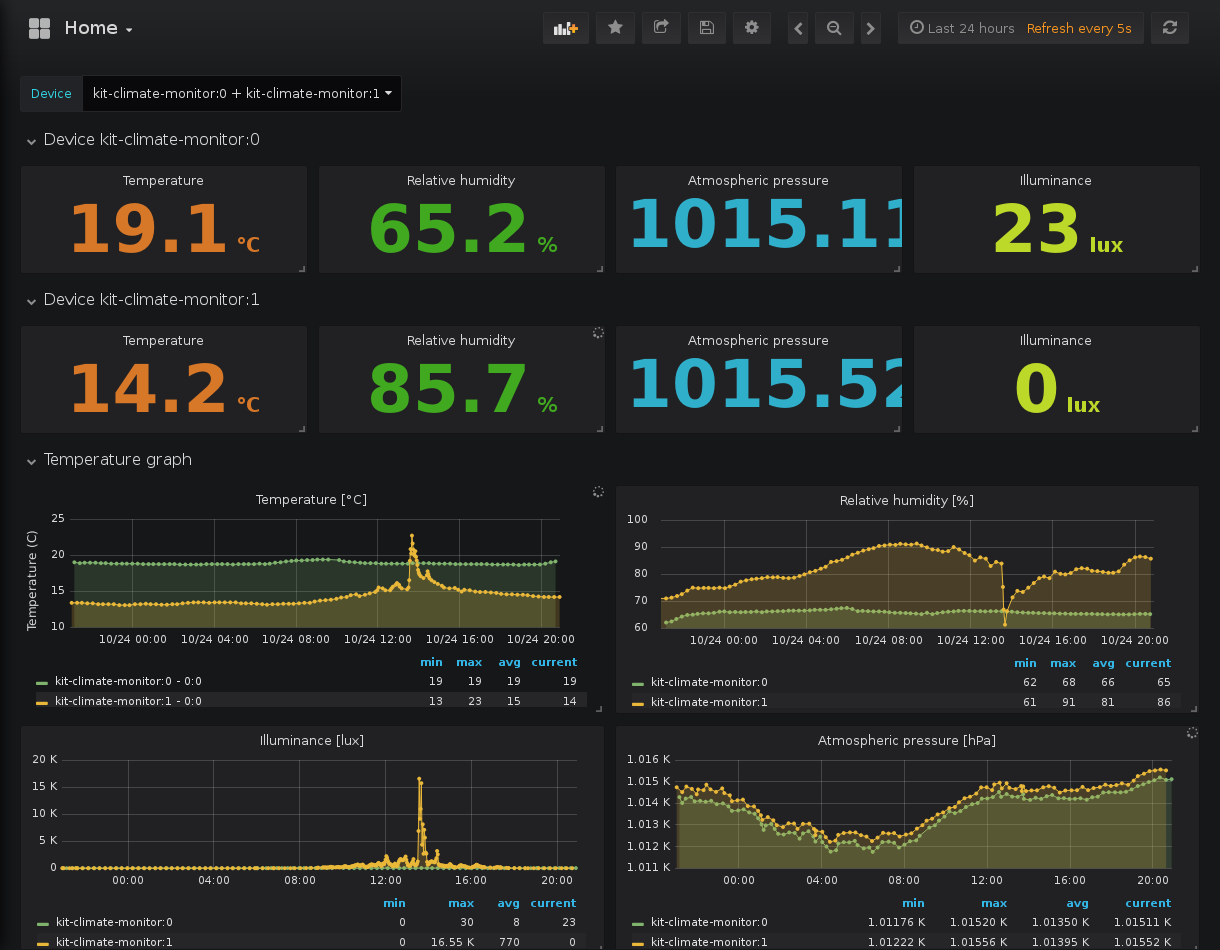 Home
Last 24 hours Refresh every 5s
Device kit-climate-monitor:0 + kit-climate-monitor:1
Device kit-climate-monitor:0
Temperature Relative humidity Atmospheric pressure Illuminance
19.1 °C 65.2 % 1015.11 23 lux
Device kit-climate-monitor:1
Temperature Relative humidity Atmospheric pressure Illuminance
14.2 °C 85.7 % 1015.52 0 lux
Temperature graph
Temperature [°C]
Temperature (C)
25
20
15
10
10/24 00:00 10/24 04:00 10/24 08:00 10/24 12:00 10/24 16:00 10/24 20:00
min max avg current
kit-climate-monitor:0 - 0:0 19 19 19 19
kit-climate-monitor:1 - 0:0 13 23 15 14
Relative humidity [%]
100
90
80
70
60
10/24 00:00 10/24 04:00 10/24 08:00 10/24 12:00 10/24 16:00 10/24 20:00
min max avg current
kit-climate-monitor:0 62 68 66 65
kit-climate-monitor:1 61 91 81 86
Illuminance [lux]
20 K
15 K
10 K
5 K
0
00:00 04:00 08:00 12:00 16:00 20:00
min max avg current
kit-climate-monitor:0 0 30 8 23
kit-climate-monitor:1 0 16.55 K 770 0
Atmospheric pressure [hPa]
1.016 K
1.015 K
1.014 K
1.013 K
1.012 K
1.011 K
00:00 04:00 08:00 12:00 16:00 20:00
min max avg current
kit-climate-monitor:0 1.01176 K 1.01520 K 1.01350 K 1.01511 K
kit-climate-monitor:1 1.01222 K 1.01556 K 1.01395 K 1.01552 K